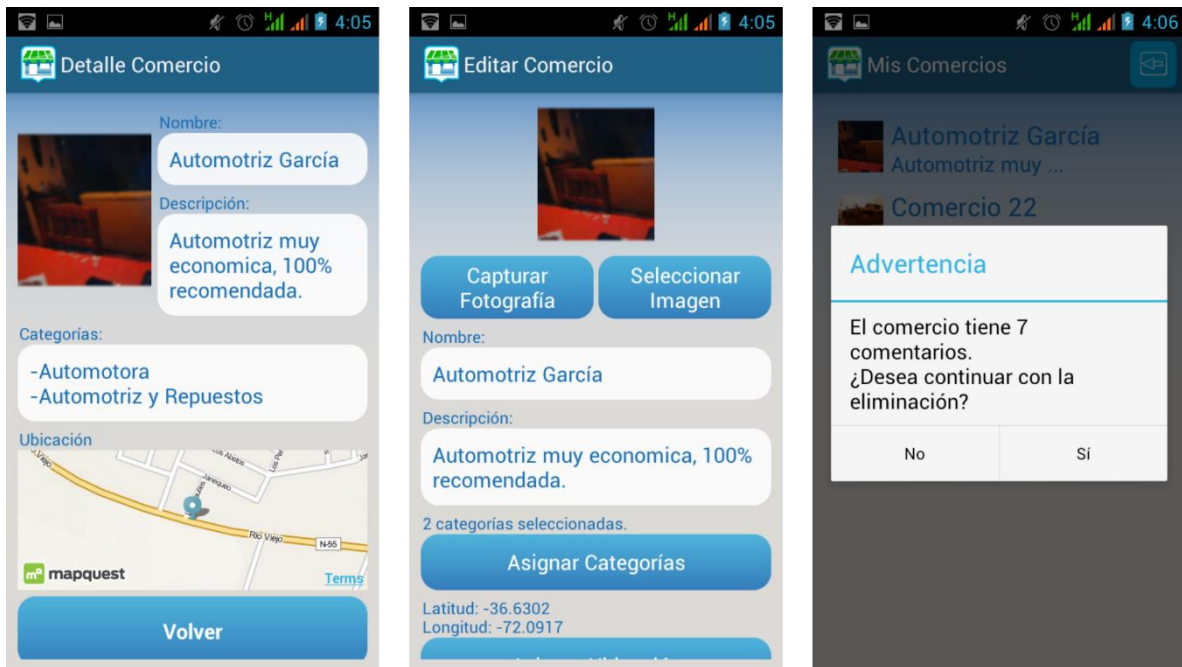 H
4:05
Detalle Comercio
Nombre:
Automotriz García
Descripción:
Automotriz muy
economica, 100%
recomendada.
Categorías:
-Automotora
-Automotriz y Repuestos
Ubicación
Janequeo
Rio Viejo
N-55
mapquest
Terms
Volver
H
4:05
Editar Comercio
Capturar
Fotografía
Seleccionar
Imagen
Nombre:
Automotriz García
Descripción:
Automotriz muy economica, 100%
recomendada.
2 categorías seleccionadas.
Asignar Categorías
Latitud: -36.6302
Longitud: -72.0917
H
4:06
Mis Comercios
Automotriz García
Automotriz muy ...
Comercio 22
Advertencia
El comercio tiene 7
comentarios.
¿Desea continuar con la
eliminación?
No
Sí